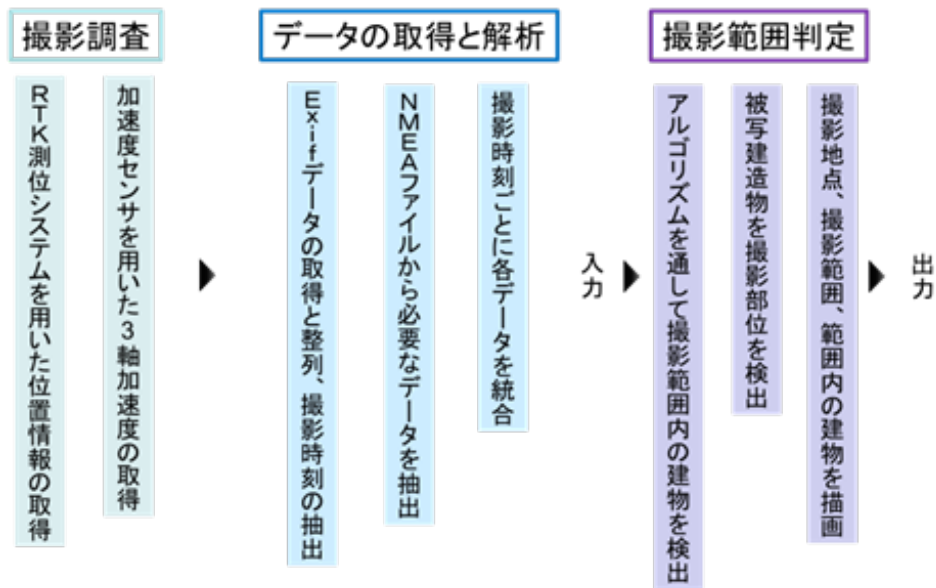 撮影調査
RTK測位システムを用いた位置情報の取得
加速度センサを用いた3軸加速度の取得
データの取得と解析
Exifデータの取得と整列、撮影時刻の抽出
NMEAファイルから必要なデータを抽出
撮影時刻ごとに各データを統合
入力
撮影範囲判定
アルゴリズムを通して撮影範囲内の建物を検出
被写建造物を撮影部位を検出
撮影地点、撮影範囲、範囲内の建物を描画
出力